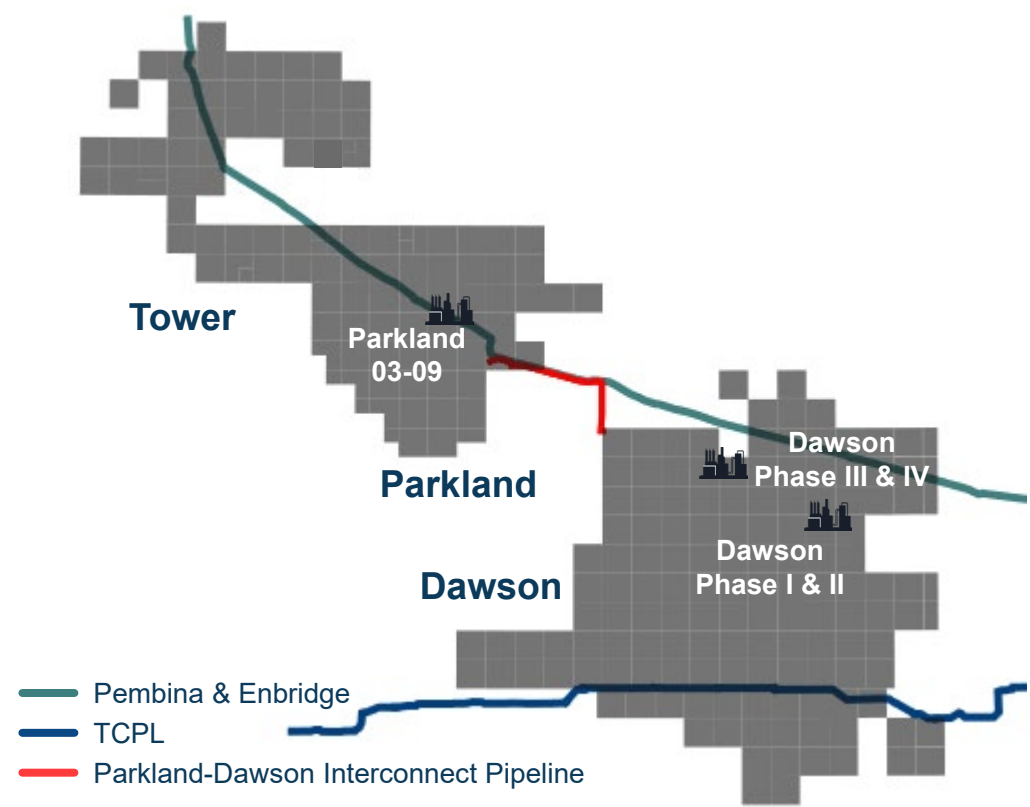 Tower
Parkland
03-09
Parkland
Dawson
Phase III & IV
Dawson
Phase I & II
Dawson
Pembina & Enbridge
TCPL
Parkland-Dawson Interconnect Pipeline